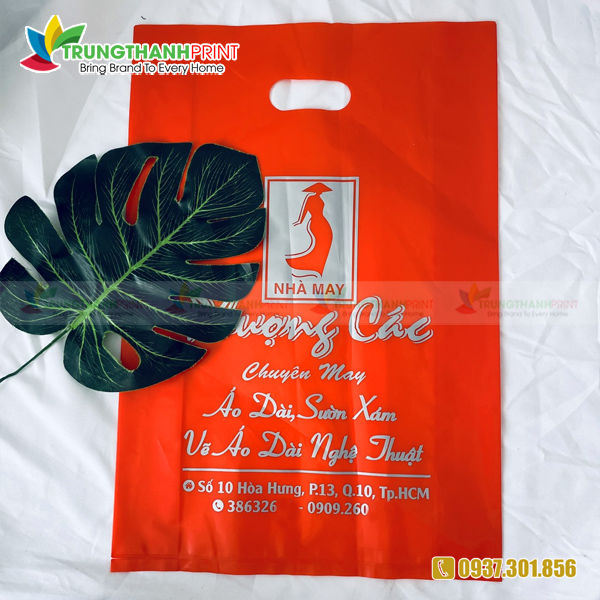 TRUNGTHANHPRINT
Bring Brand To Every Home
NHÀ MAY
TRUNGTHANHPRINT
Bring Brand To Every Home
Các
Chuyên May
Áo Dài, Sườn Xám
Vẽ Áo Dài Nghệ Thuật
Số 10 Hòa Hưng, P.13, Q.10, Tp.HCM
386326 - 0909.260
0937.301.856